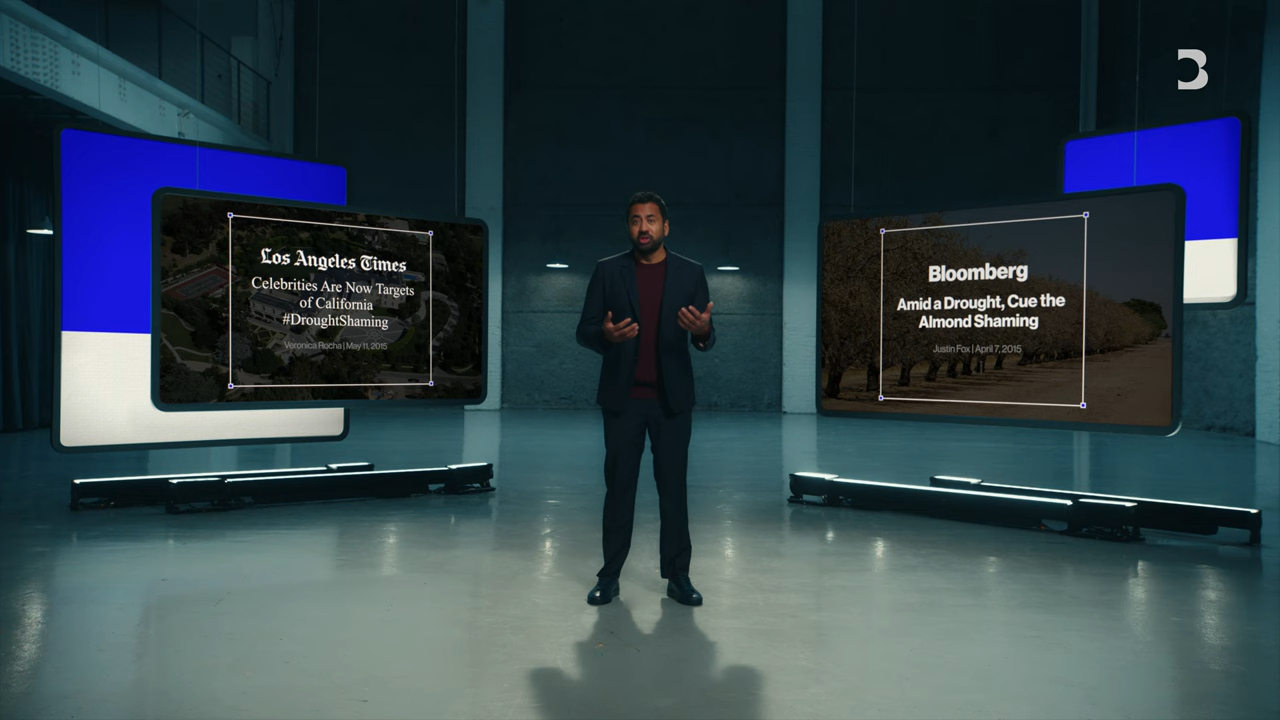 Los Angeles Times
Celebrities Are Now Targets
of California
#DroughtShaming
Veronica Rocha | May 11, 2015
Bloomberg
Amid a Drought, Cue the
Almond Shaming
Justin Fox | April 7, 2015